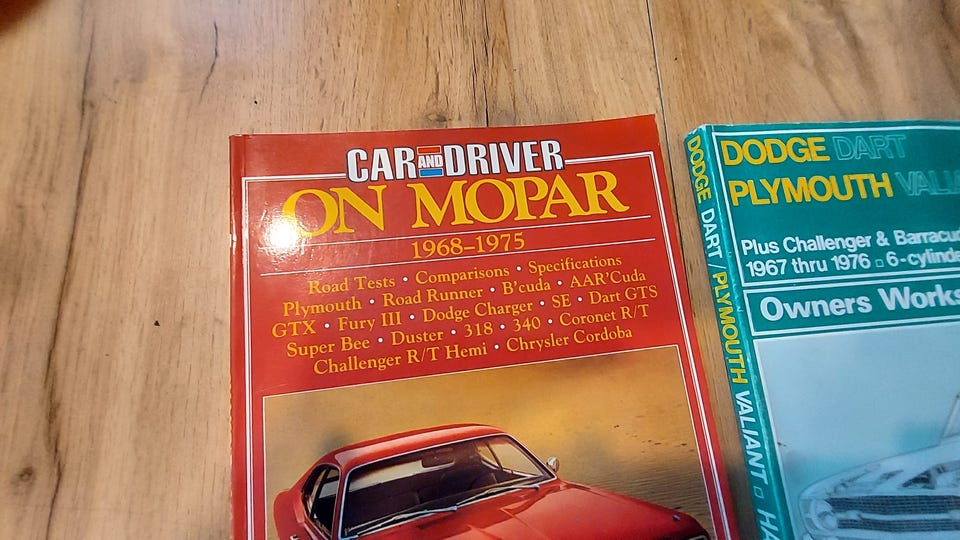 CAR AND DRIVER
ON MOPAR
1968-1975
Road Tests • Comparisons • Specifications
Plymouth • Road Runner • B'cuda • AAR'Cuda
GTX • Fury III • Dodge Charger • SE • Dart GTS
Super Bee • Duster • 318 • 340 • Coronet R/T
Challenger R/T Hemi • Chrysler Cordoba
DODGE DART PLYMOUTH VALIANT
DODGE DART
PLYMOUTH
Plus Challenger &
1967 thru 1976
Owners